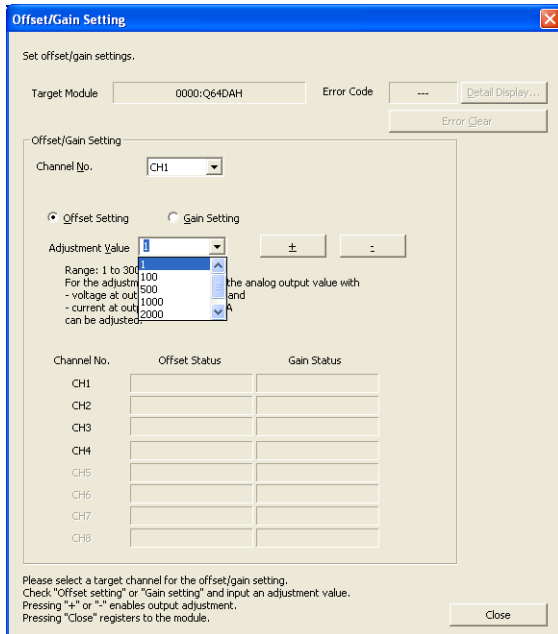 Offset/Gain Setting
Set offset/gain settings.
Target Module 0000:Q64DAH Error Code --- Detail Display...
Error Clear
Offset/Gain Setting
Channel No. CH1
Offset Setting Gain Setting
Adjustment Value 1 + -
Range: 1 to 300
1
100
500
1000
2000
For the adjustm the analog output value with
- voltage at out and
- current at outp A
can be adjusted.
Channel No. Offset Status Gain Status
CH1
CH2
CH3
CH4
CH5
CH6
CH7
CH8
Please select a target channel for the offset/gain setting.
Check "Offset setting" or "Gain setting" and input an adjustment value.
Pressing "+" or "-" enables output adjustment.
Pressing "Close" registers to the module.
Close